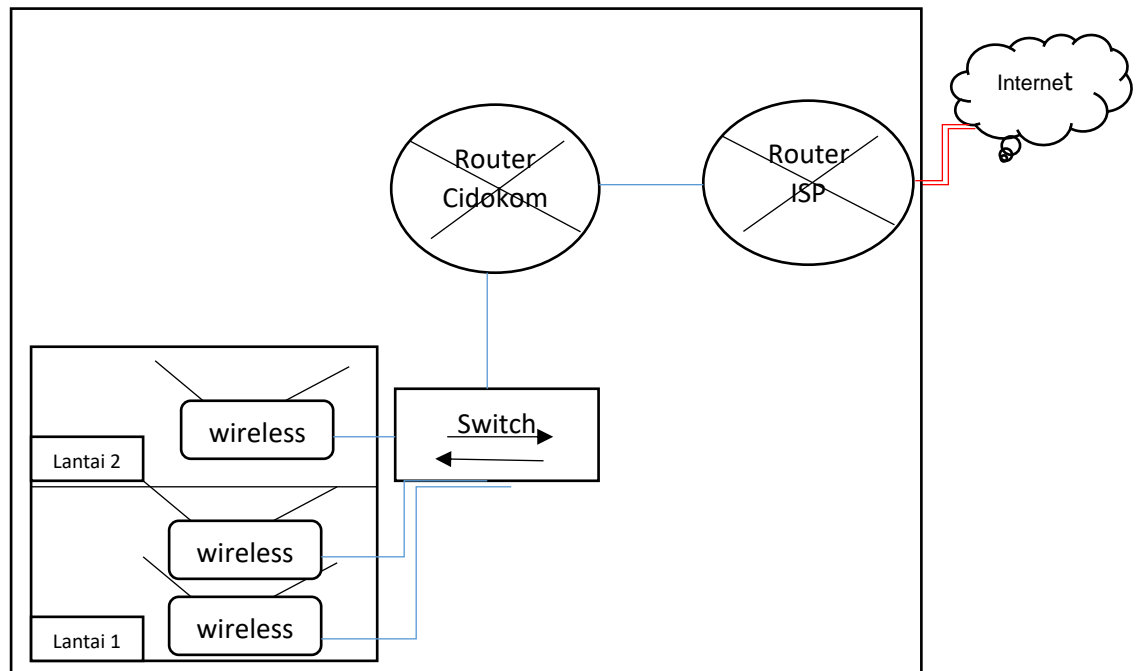 Internet
Router
Cidokom
Router
ISP
Switch
wireless
Lantai 2
wireless
wireless
Lantai 1